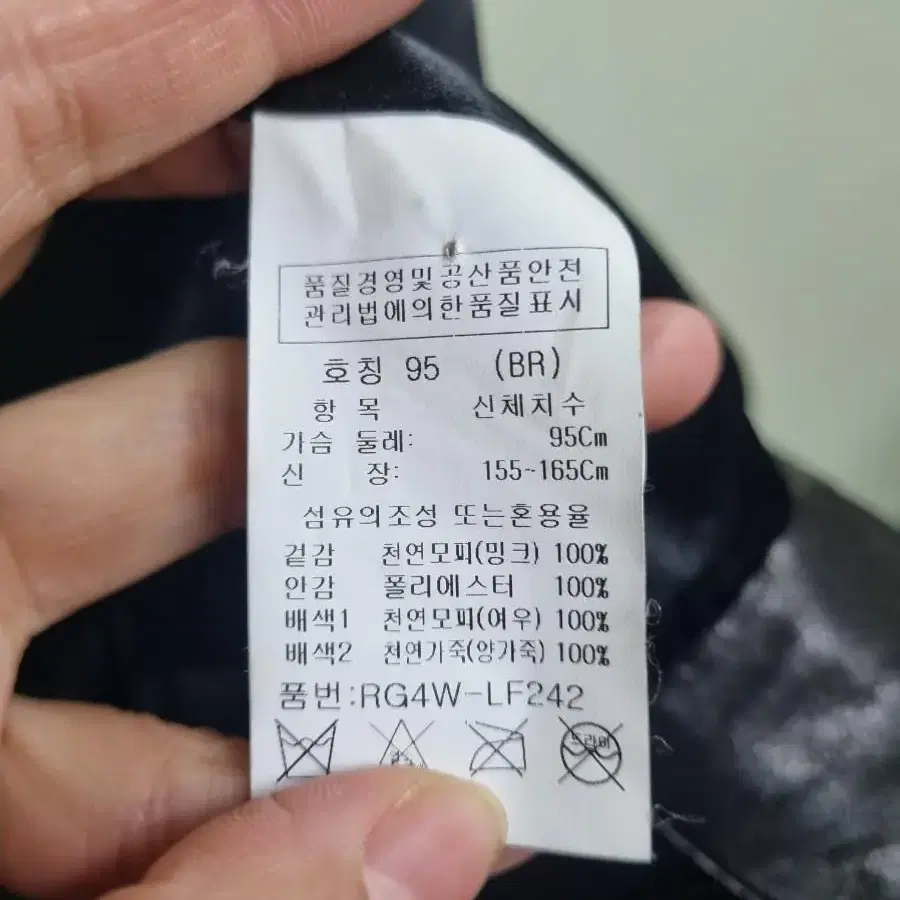 품질경영및공산품안전
관리법에의한품질표시
호칭 95 (BR)
항 목 신체치수
가슴 둘레: 95Cm
신 장: 155~165Cm
섬유의조성 또는혼용율
겉감 천연모피(밍크) 100%
안감 폴리에스터 100%
배색1 천연모피(여우) 100%
배색2 천연가죽(양가죽) 100%
품번:RG4W-LF242
드라이